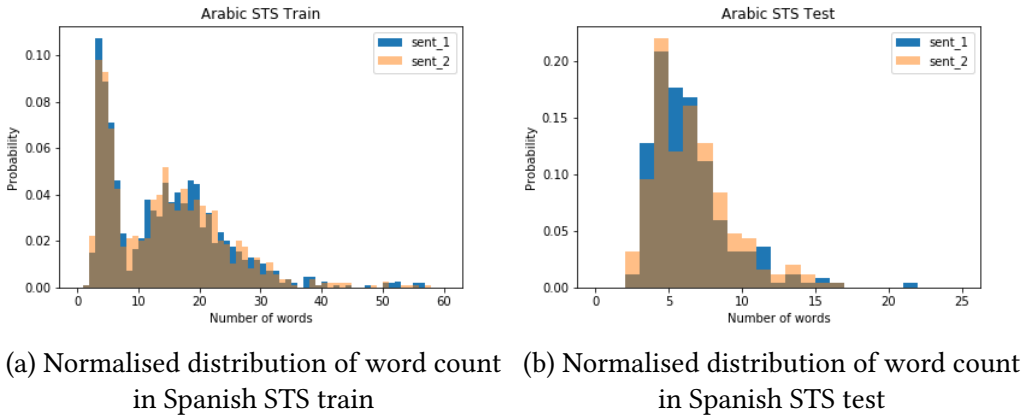 Arabic STS Train
sent_1
sent_2
Probability
0.10
0.08
0.06
0.04
0.02
0.00
0 10 20 30 40 50 60
Number of words
(a) Normalised distribution of word count
in Spanish STS train
Arabic STS Test
sent_1
sent_2
Probability
0.20
0.15
0.10
0.05
0.00
0 5 10 15 20 25
Number of words
(b) Normalised distribution of word count
in Spanish STS test